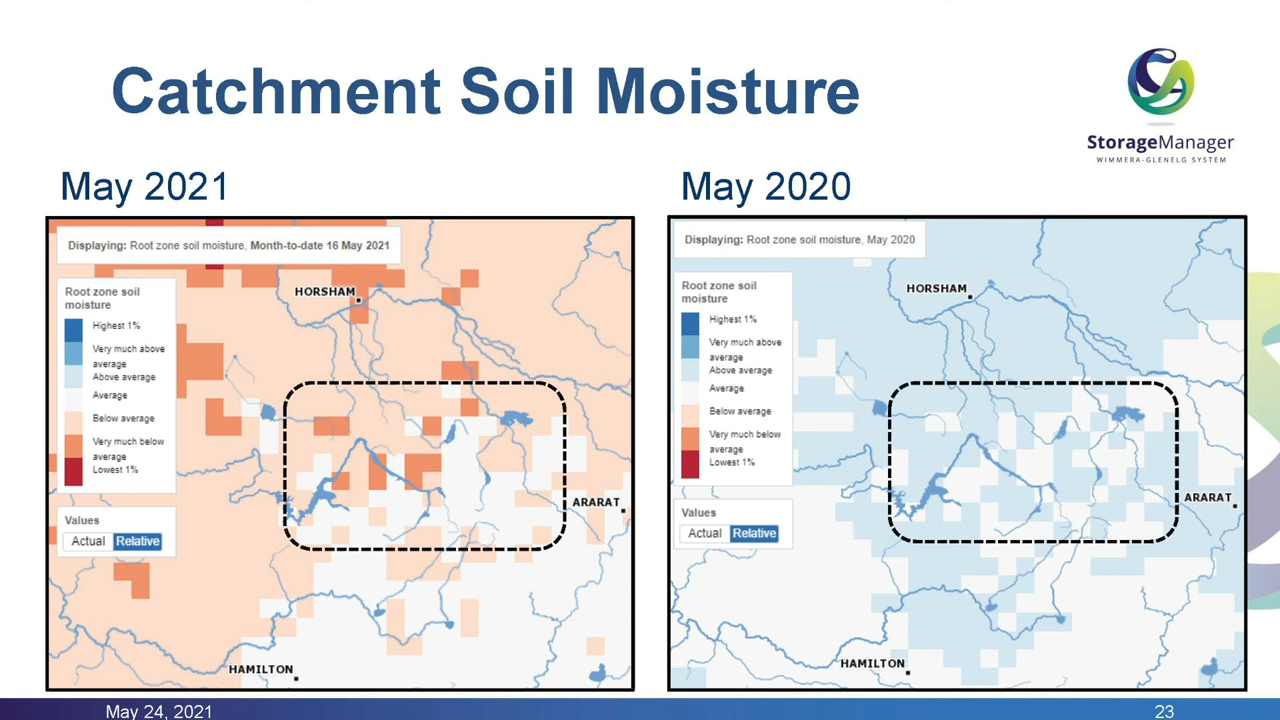 Catchment Soil Moisture
StorageManager
WIMMERA-GLENELG SYSTEM
May 2021
Displaying: Root zone soil moisture, Month-to-date 16 May 2021
Root zone soil
moisture
Highest 1%
Very much above
average
Above average
Average
Below average
Very much below
average
Lowest 1%
Values
Actual Relative
HORSHAM
ARARAT
HAMILTON
May 2020
Displaying: Root zone soil moisture, May 2020
Root zone soil
moisture
Highest 1%
Very much above
average
Above average
Average
Below average
Very much below
average
Lowest 1%
Values
Actual Relative
HORSHAM
ARARAT
HAMILTON
May 24, 2021
23